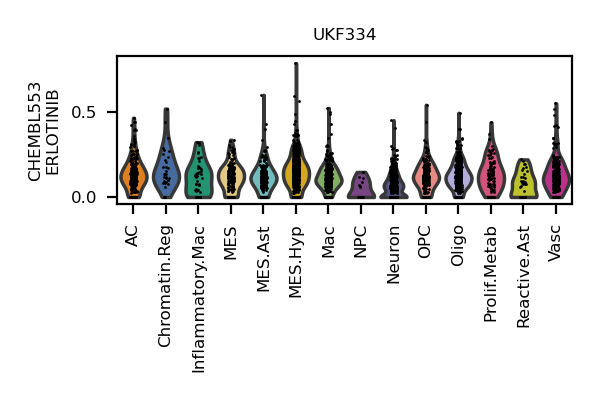 UKF334
CHEMBL553
ERLOTINIB
0.5
0.0
AC
Chromatin.Reg
Inflammatory.Mac
MES
MES.Ast
MES.Hyp
Mac
NPC
Neuron
OPC
Oligo
Prolif.Metab
Reactive.Ast
Vasc